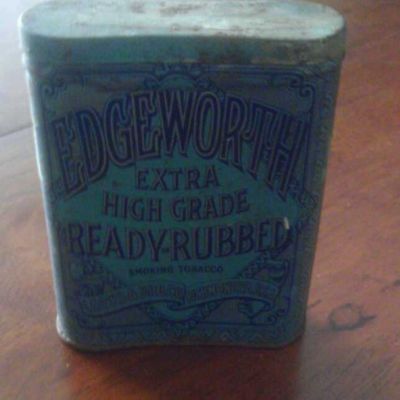 EDGEWORTH
EXTRA
HIGH GRADE
READY-RUBBED
SMOKING TOBACCO